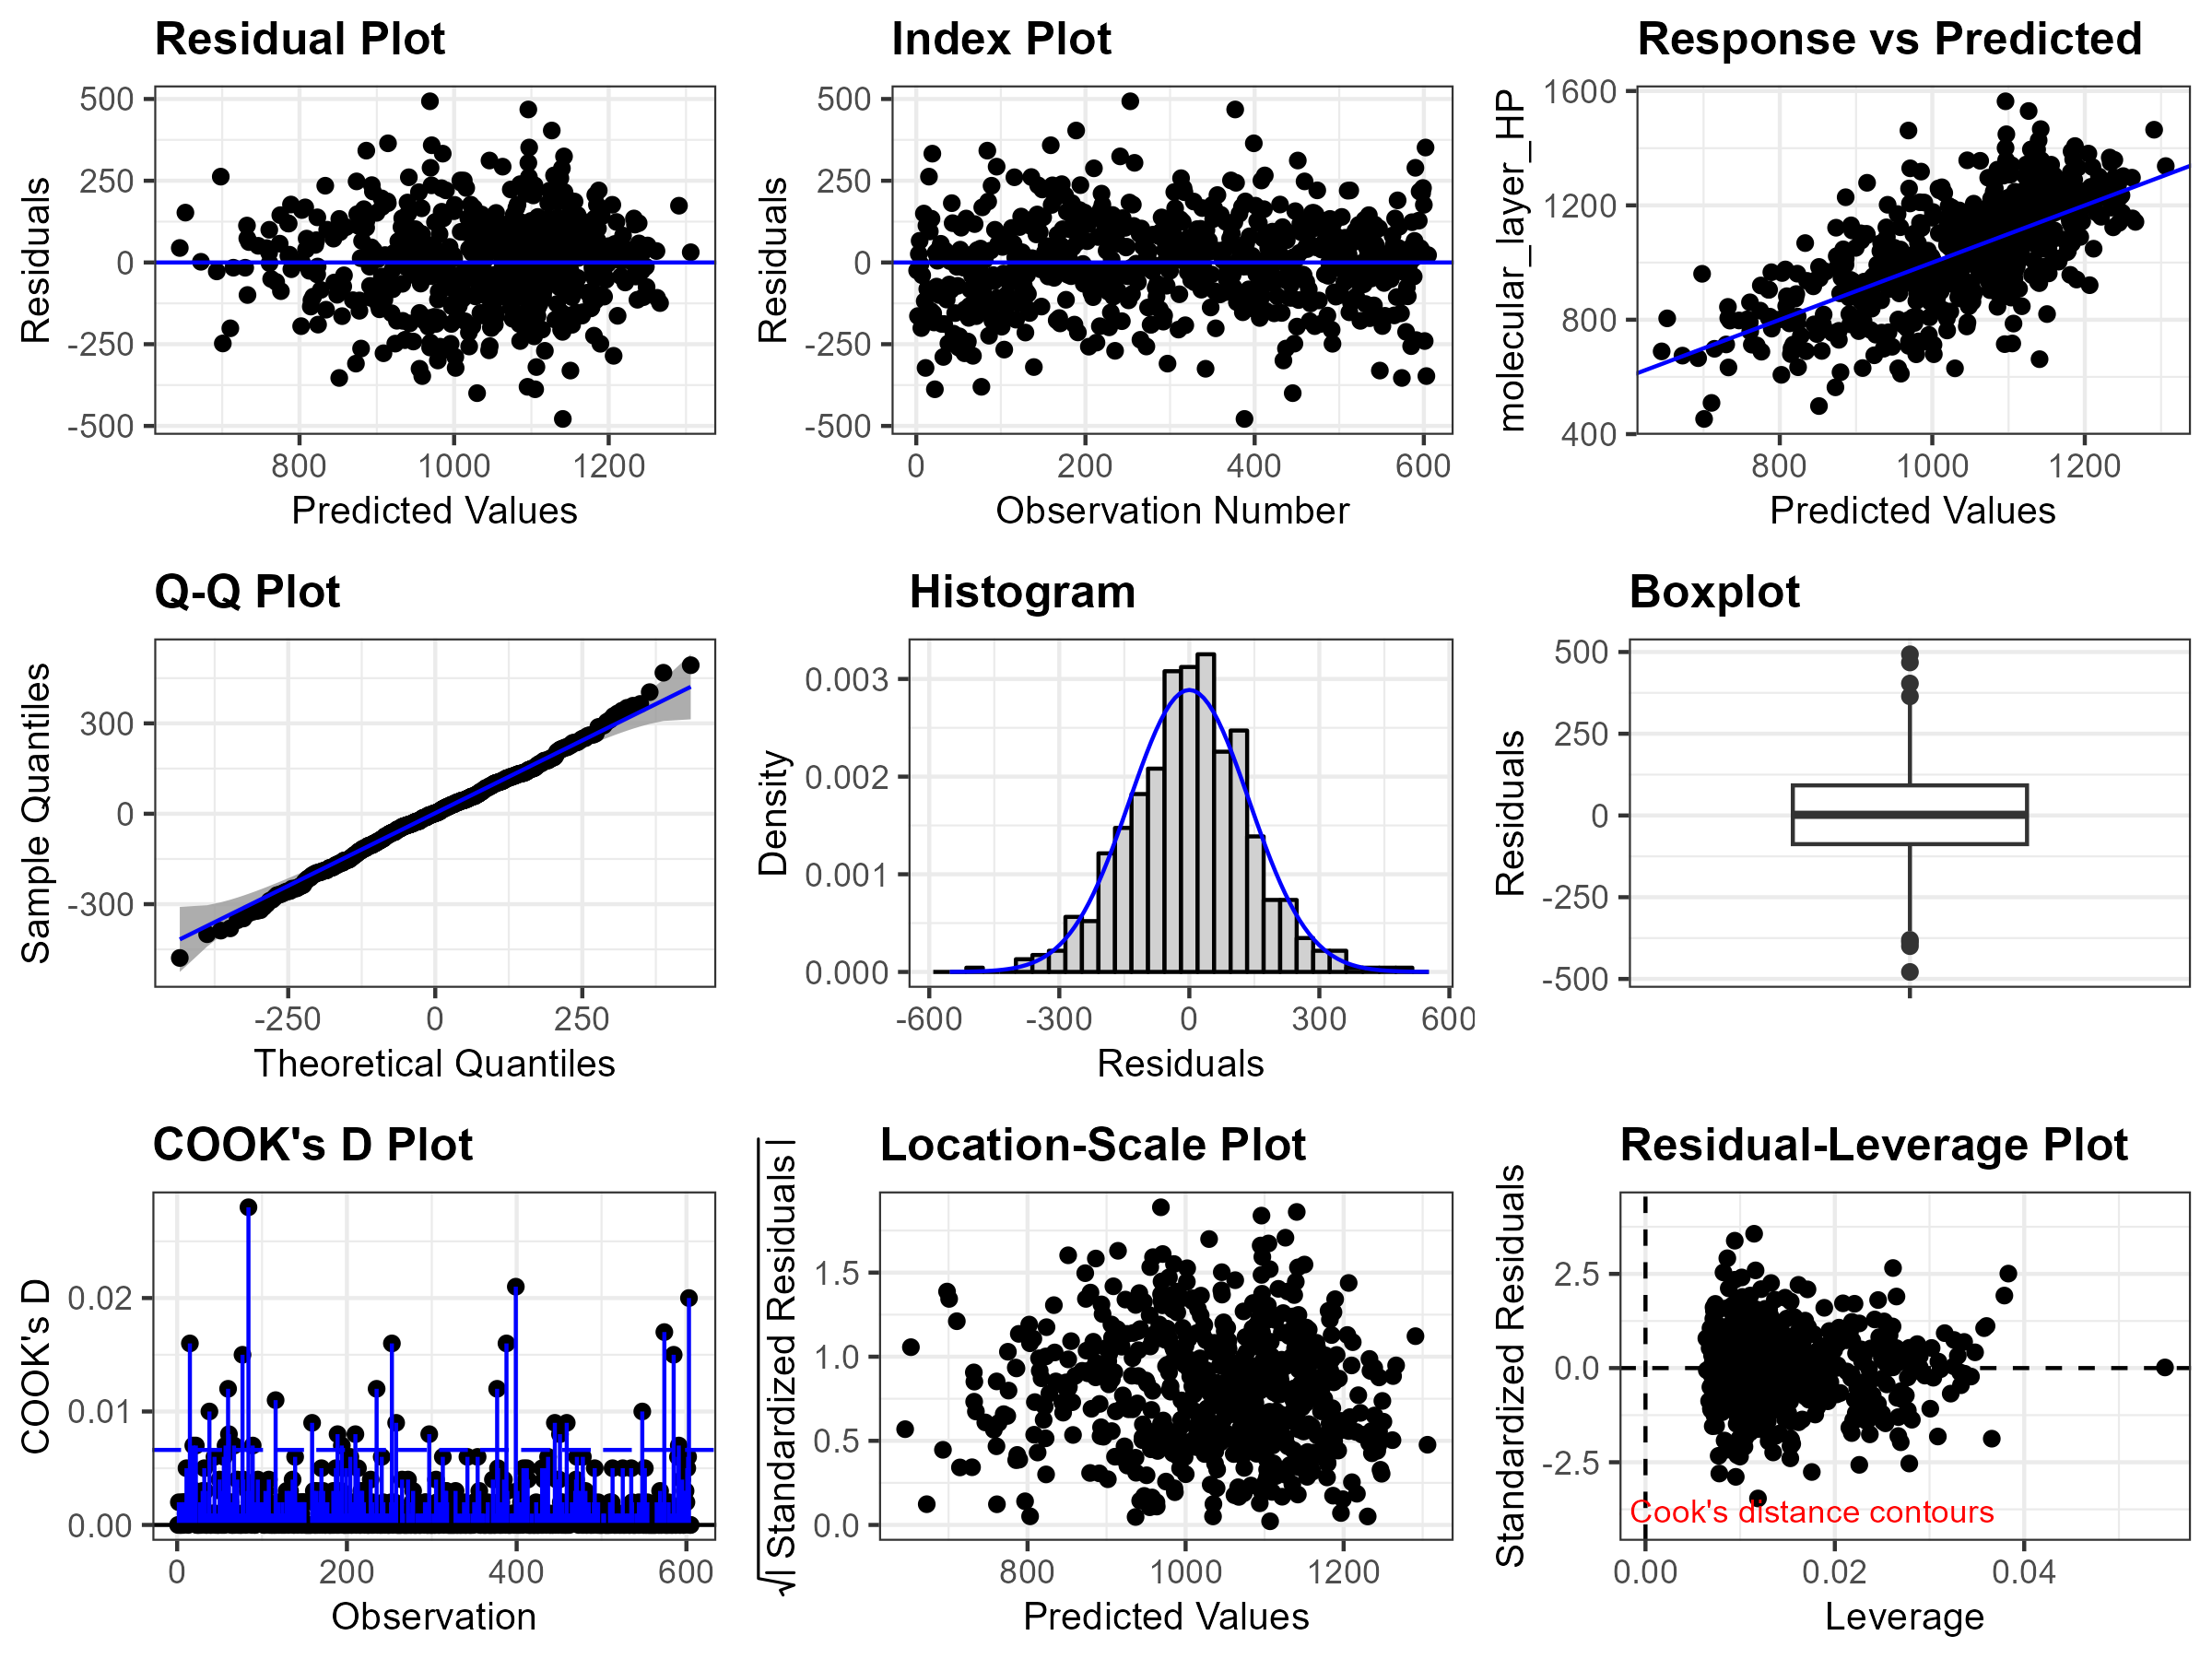 Residual Plot
Residuals
500
250
0
-250
-500
800 1000 1200
Predicted Values
Index Plot
Residuals
500
250
0
-250
-500
0 200 400 600
Observation Number
Response vs Predicted
molecular_layer_HP
1600
1200
800
400
800 1000 1200
Predicted Values
Q-Q Plot
Sample Quantiles
300
0
-300
-250 0 250
Theoretical Quantiles
Histogram
Density
0.003
0.002
0.001
0.000
-600 -300 0 300 600
Residuals
Boxplot
Residuals
500
250
0
-250
-500
COOK's D Plot
COOK's D
0.02
0.01
0.00
0 200 400 600
Observation
Location-Scale Plot
√| Standardized Residuals |
1.5
1.0
0.5
0.0
800 1000 1200
Predicted Values
Residual-Leverage Plot
Standardized Residuals
2.5
0.0
-2.5
Cook's distance contours
0.00 0.02 0.04
Leverage